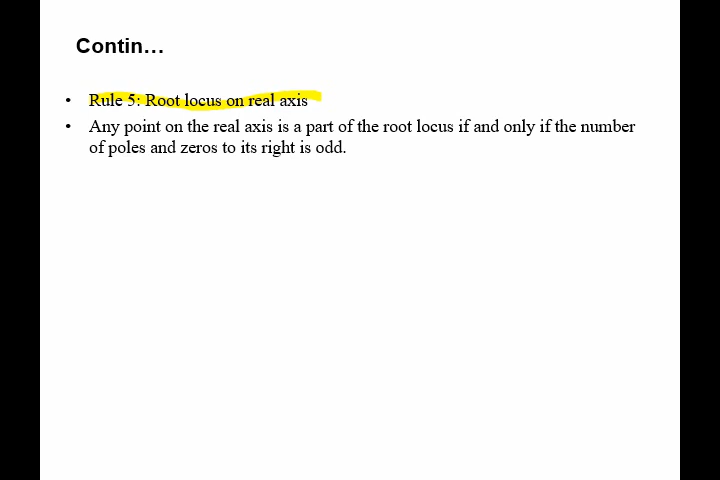 Contin…
• Rule 5: Root locus on real axis
• Any point on the real axis is a part of the root locus if and only if the number
of poles and zeros to its right is odd.